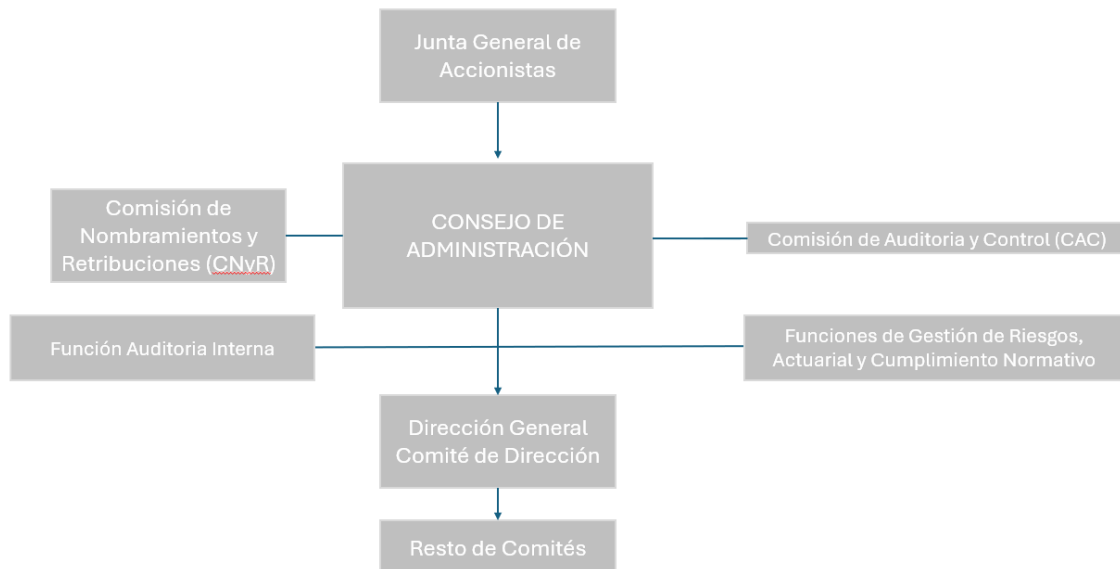 Junta General de
Accionistas
Comisión de
Nombramientos y
Retribuciones (CNyR)
CONSEJO DE
ADMINISTRACIÓN
Comisión de Auditoria y Control (CAC)
Función Auditoria Interna
Funciones de Gestión de Riesgos,
Actuarial y Cumplimiento Normativo
Dirección General
Comité de Dirección
Resto de Comités